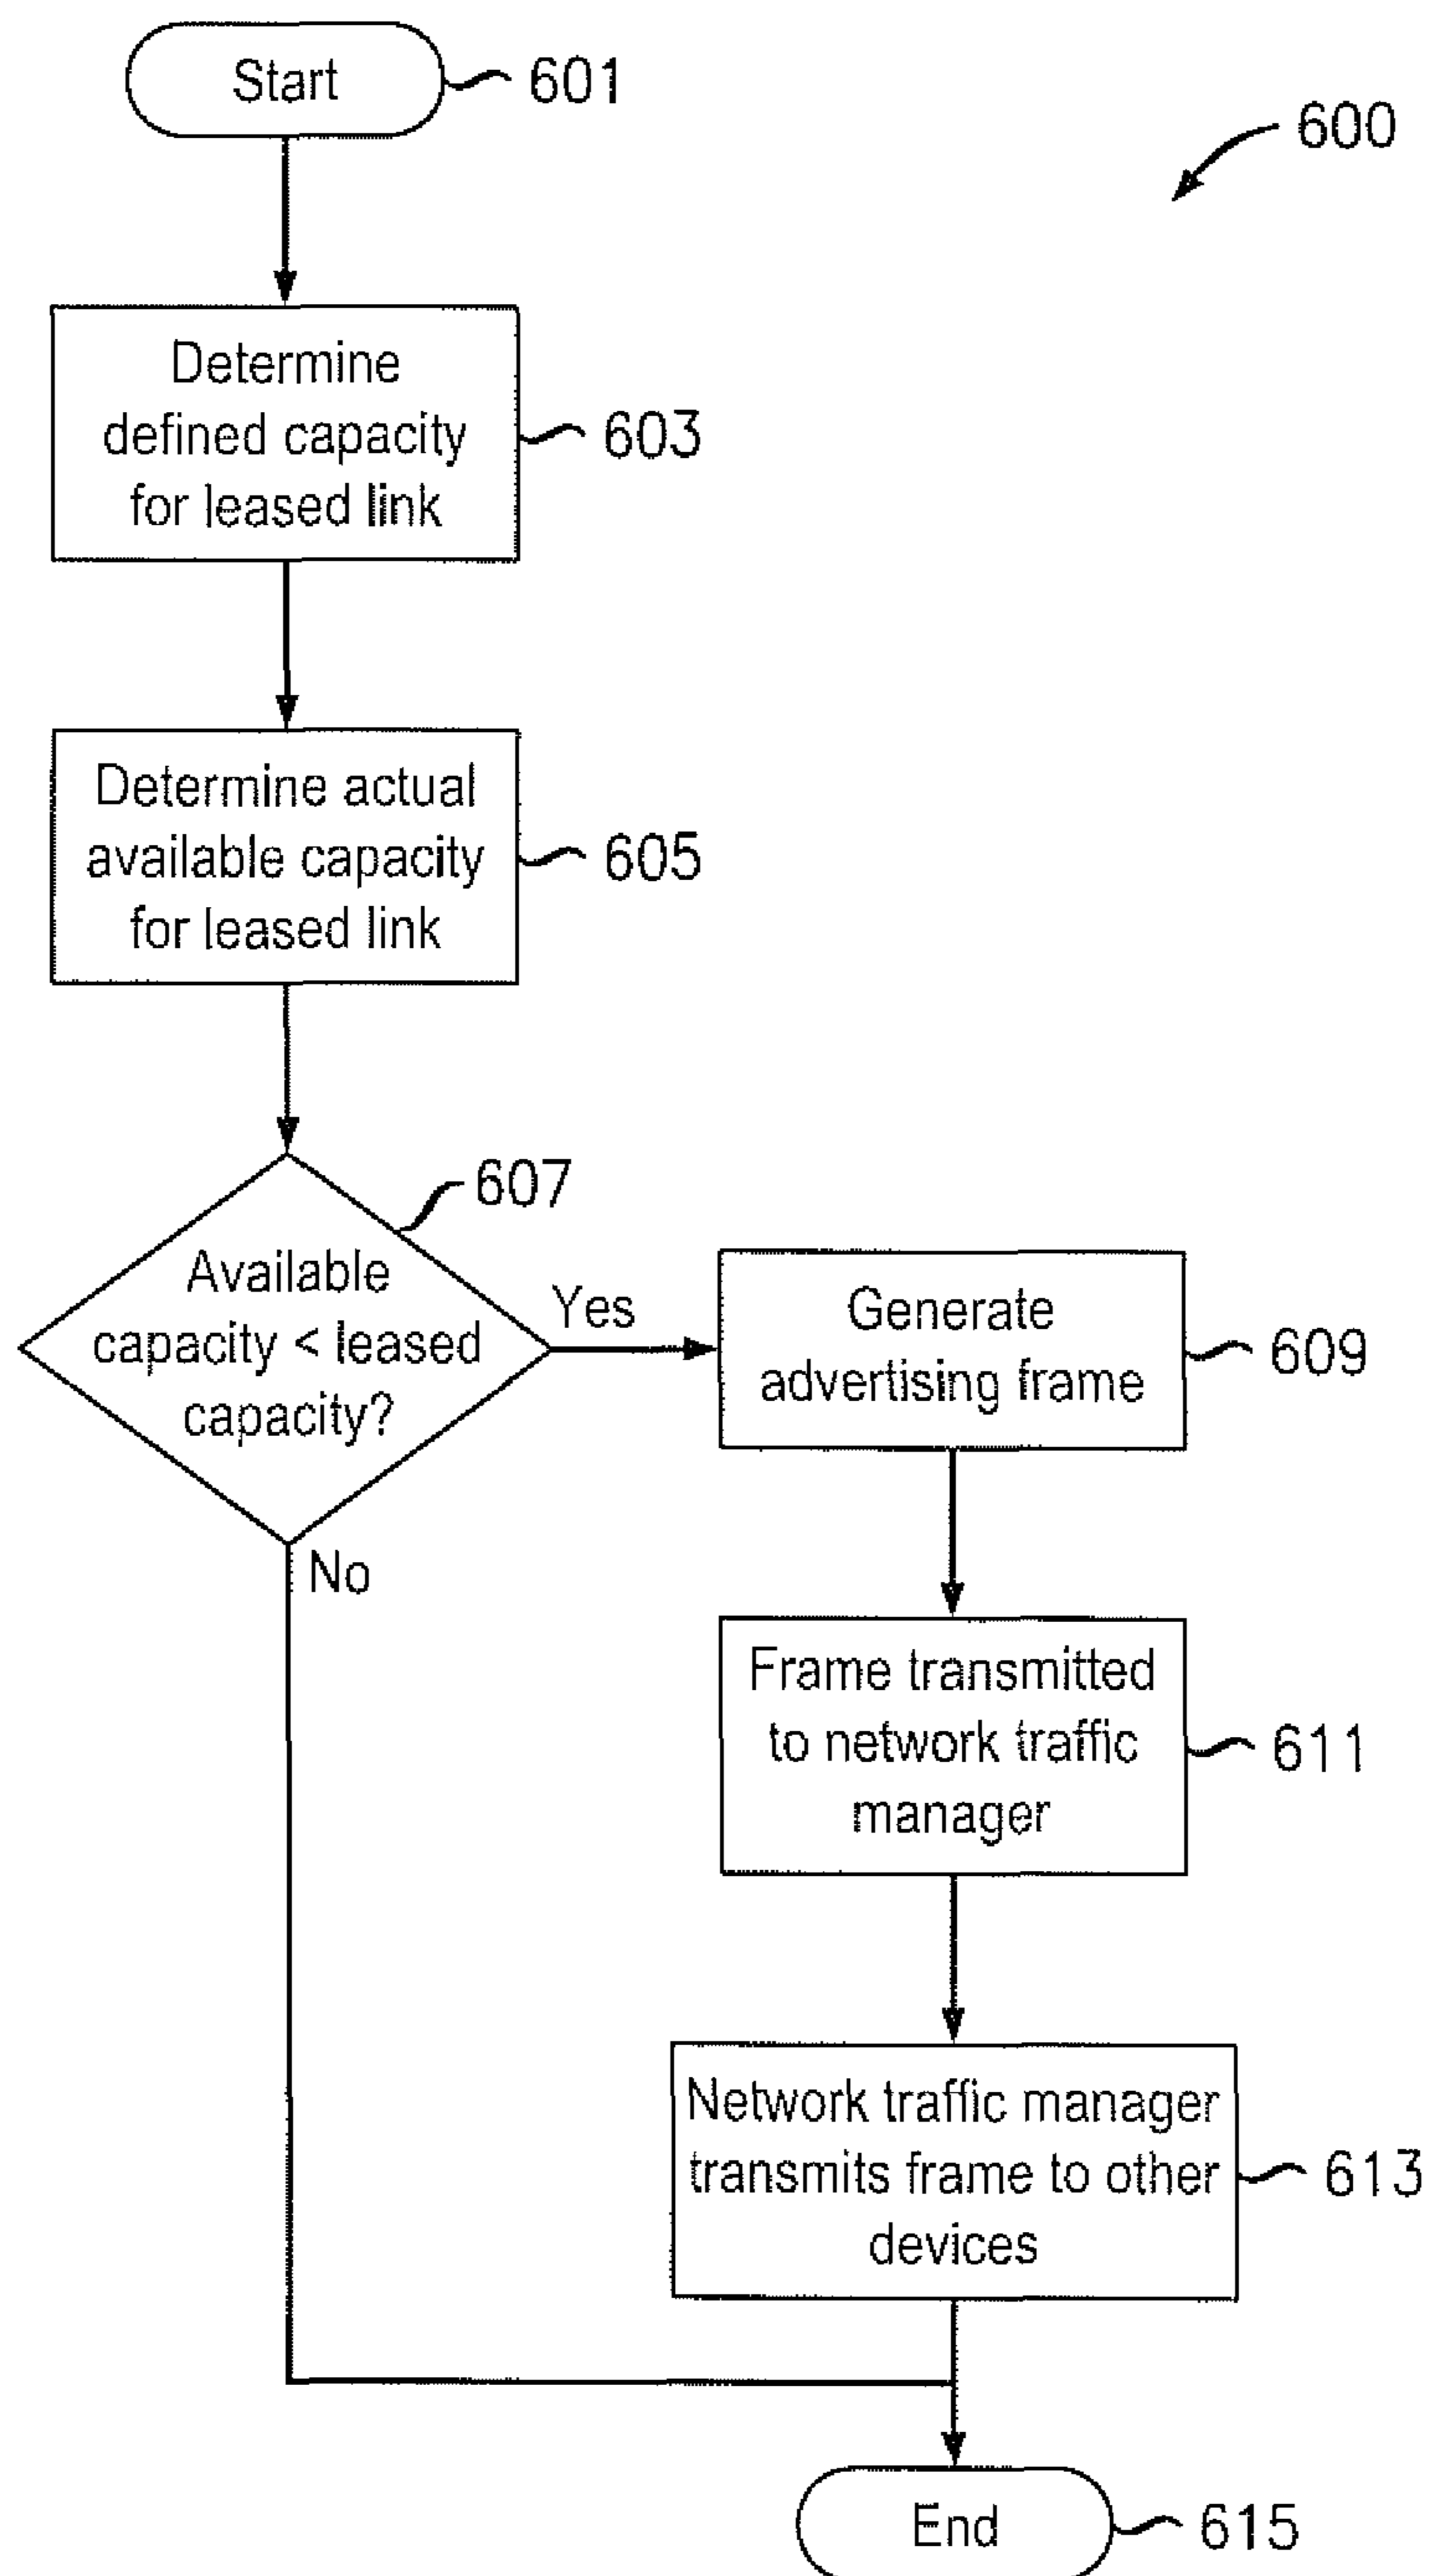 Start
601
600
Determine
defined capacity
for leased link
603
Determine actual
available capacity
for leased link
605
607
Available
capacity < leased
capacity?
Yes
No
Generate
advertising frame
609
Frame transmitted
to network traffic
manager
611
Network traffic manager
transmits frame to other
devices
613
End
615